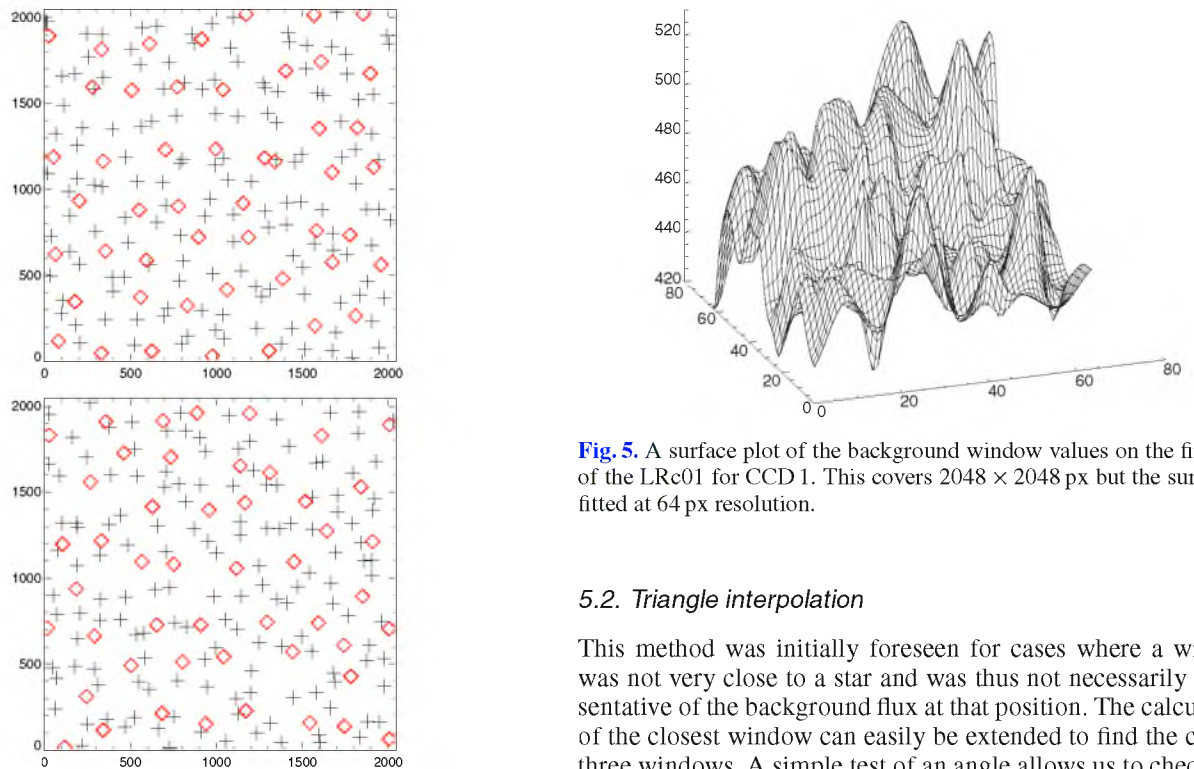 2000
1500
1000
500
0
0 500 1000 1500 2000
2000
1500
1000
500
0
0 500 1000 1500 2000
520
500
480
460
440
420
80
60
40
20
0
0 20 40 60 80
Fig. 5. A surface plot of the background window values on the
of the LRc01 for CCD 1. This covers 2048 × 2048 px but the
fitted at 64 px resolution.
5.2. Triangle interpolation
This method was initially foreseen for cases where a
was not very close to a star and was thus not necessarily
sentative of the background flux at that position. The
of the closest window can easily be extended to find the
three windows. A simple test of an angle allows us to